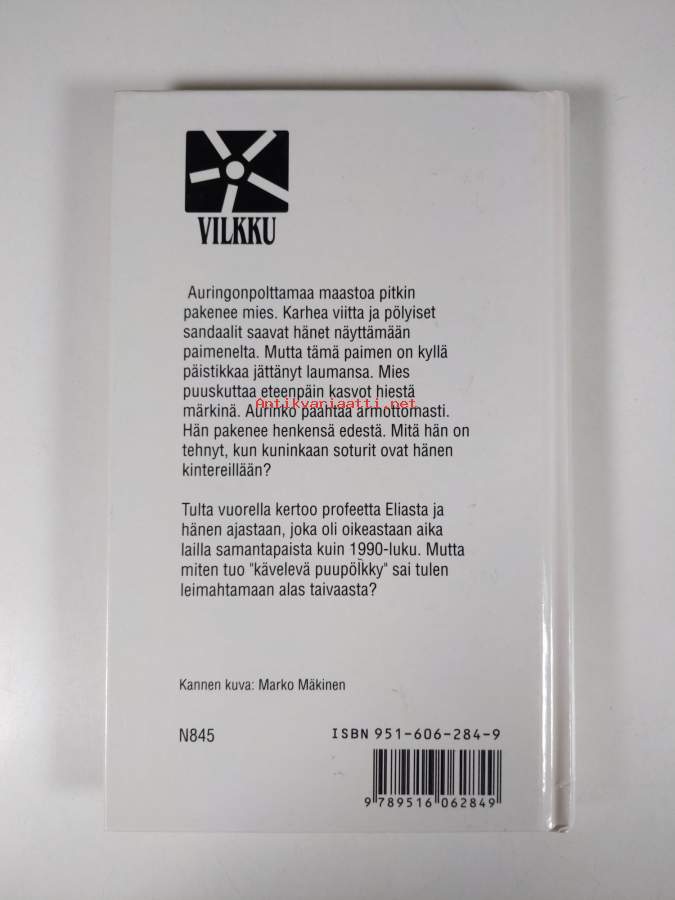 VILKKU
Auringonpolttamaa maastoa pitkin
pakenee mies. Karhea viitta ja pölyiset
sandaalit saavat hänet näyttämään
paimenelta. Mutta tämä paimen on kyllä
päistikkaa jättänyt laumansa. Mies
puuskuttaa eteenpäin kasvot hiestä
Antikvariaatti.net
märkinä. Aurinko paahtaa armottomasti.
Hän pakenee henkensä edestä. Mitä hän on
tehnyt, kun kuninkaan soturit ovat hänen
kintereillään?
Tulta vuorella kertoo profeetta Eliasta ja
hänen ajastaan, joka oli oikeastaan aika
lailla samantapaista kuin 1990-luku. Mutta
miten tuo "kävelevä puupölkky" sai tulen
leimahtamaan alas taivaasta?
Kannen kuva: Marko Mäkinen
N845
ISBN 951-606-284-9
9 789516 062849